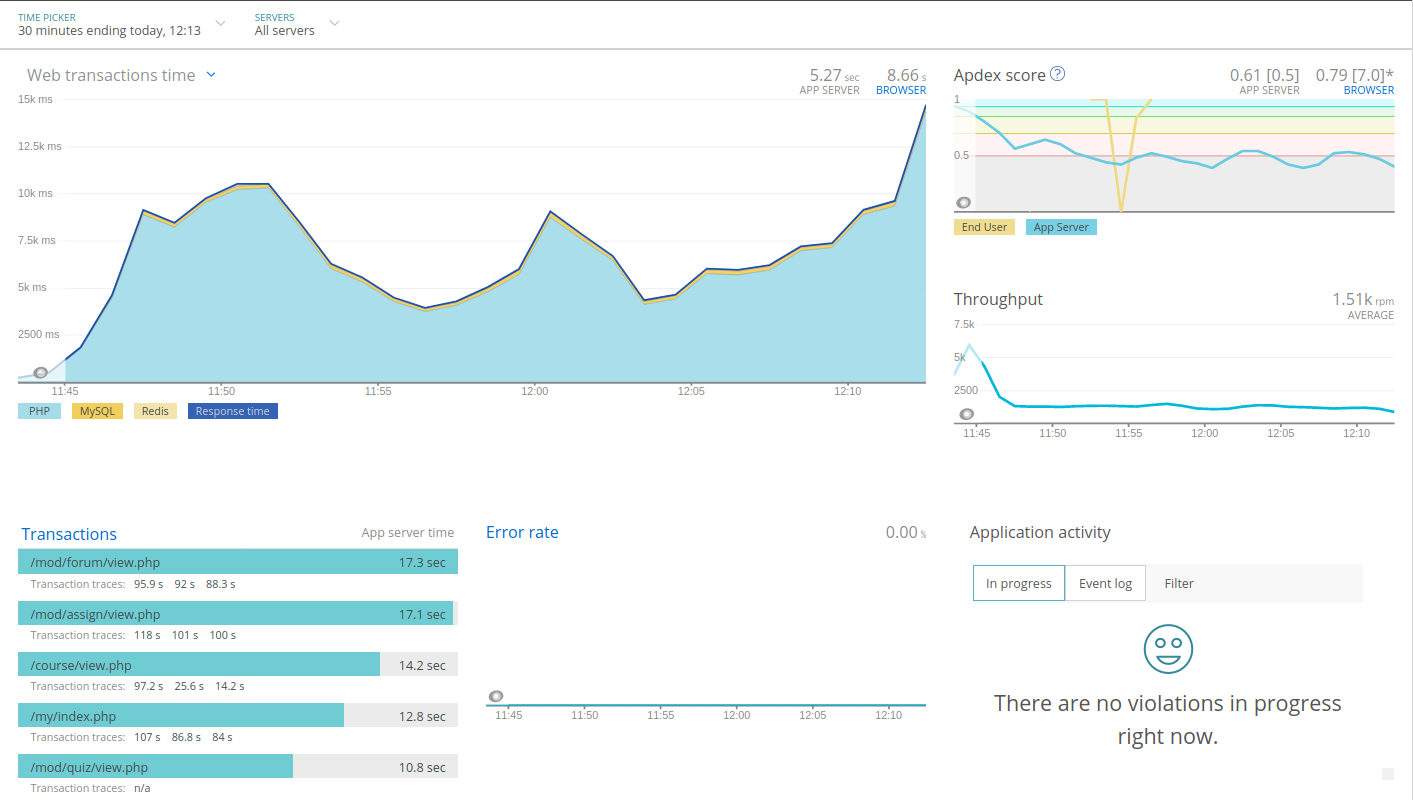 TIME PICKER
30 minutes ending today, 12:13
SERVERS
All servers
Web transactions time
5.27 sec
APP SERVER
8.66 s
BROWSER
15k ms
12.5k ms
10k ms
7.5k ms
5k ms
2500 ms
11:45 11:50 11:55 12:00 12:05 12:10
PHP MySQL Redis Response time
Apdex score ?
0.61 [0.5]
APP SERVER
0.79 [7.0]*
BROWSER
1
0.5
End User App Server
Throughput
1.51k rpm
AVERAGE
7.5k
5k
2500
11:45 11:50 11:55 12:00 12:05 12:10
Transactions App server time
/mod/forum/view.php 17.3 sec
Transaction traces: 95.9 s 92 s 88.3 s
/mod/assign/view.php 17.1 sec
Transaction traces: 118 s 101 s 100 s
/course/view.php 14.2 sec
Transaction traces: 97.2 s 25.6 s 14.2 s
/my/index.php 12.8 sec
Transaction traces: 107 s 86.8 s 84 s
/mod/quiz/view.php 10.8 sec
Transaction traces: n/a
Error rate 0.00 %
11:45 11:50 11:55 12:00 12:05 12:10
Application activity
In progress Event log Filter
There are no violations in progress
right now.